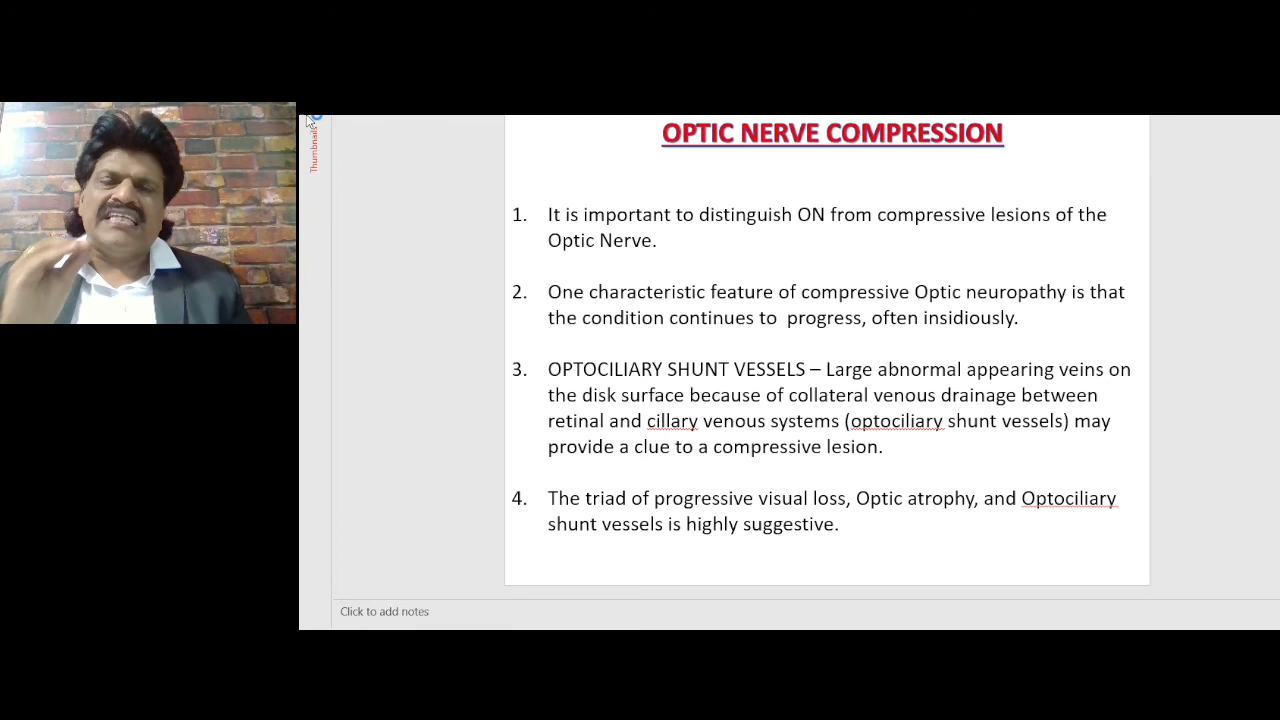 Thumbnails
OPTIC NERVE COMPRESSION
1. It is important to distinguish ON from compressive lesions of the
Optic Nerve.
2. One characteristic feature of compressive Optic neuropathy is that
the condition continues to  progress, often insidiously.
3. OPTOCILIARY SHUNT VESSELS – Large abnormal appearing veins on
the disk surface because of collateral venous drainage between
retinal and cillary venous systems (optociliary shunt vessels) may
provide a clue to a compressive lesion.
4. The triad of progressive visual loss, Optic atrophy, and Optociliary
shunt vessels is highly suggestive.
Click to add notes